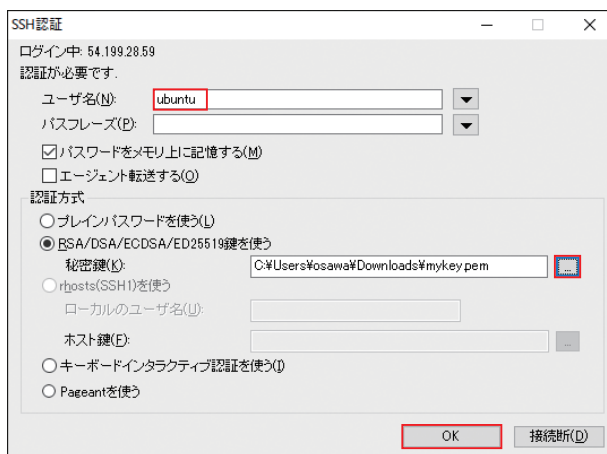 SSH認証
ログイン中: 54.199.28.59
認証が必要です.
ユーザ名(N): ubuntu
パスフレーズ(P):
パスワードをメモリ上に記憶する(M)
エージェント転送する(O)
認証方式
プレインパスワードを使う(L)
RSA/DSA/ECDSA/ED25519鍵を使う
秘密鍵(K): C:¥Users¥osawa¥Downloads¥mykey.pem ...
rhosts(SSH1)を使う
ローカルのユーザ名(U):
ホスト鍵(F): ...
キーボードインタラクティブ認証を使う(I)
Pageantを使う
OK 接続断(D)